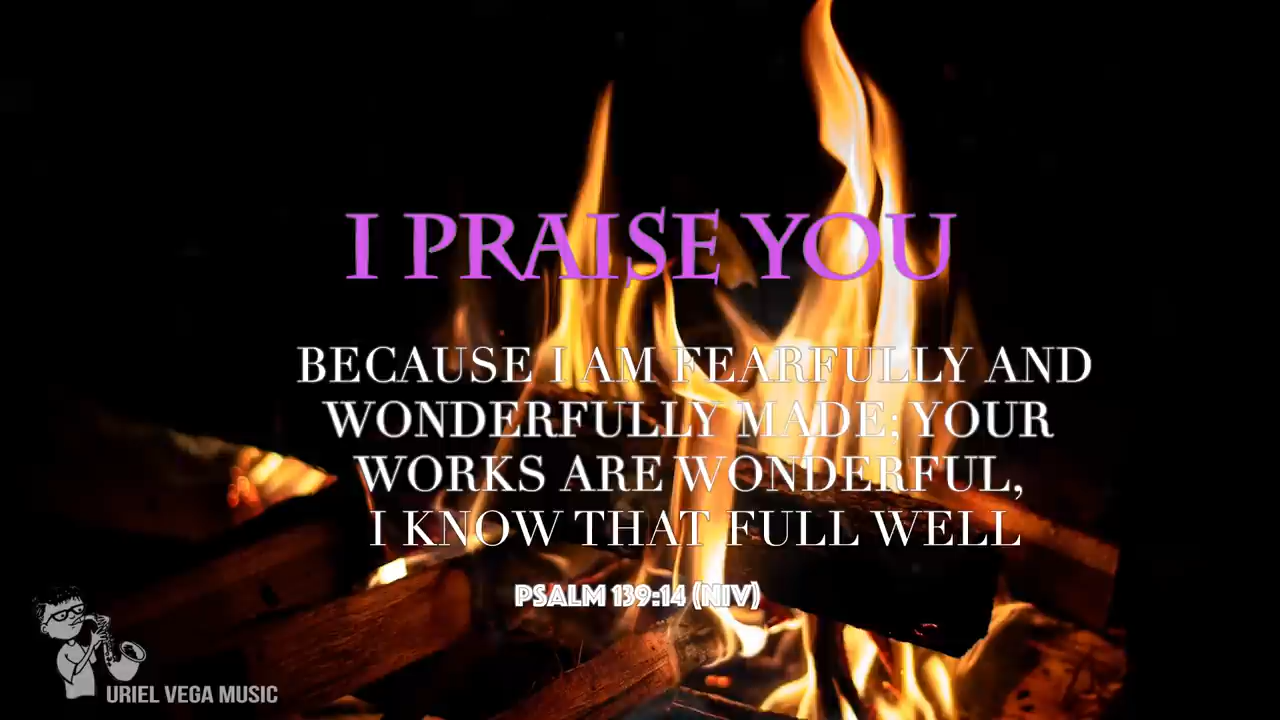 I PRAISE YOU
BECAUSE I AM FEARFULLY AND
WONDERFULLY MADE; YOUR
WORKS ARE WONDERFUL,
I KNOW THAT FULL WELL
PSALM 139:14 (NIV)
URIEL VEGA MUSIC